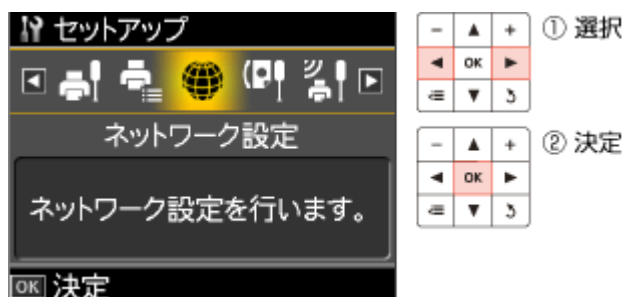 セットアップ
ネットワーク設定
ネットワーク設定を行います。
OK 決定
① 選択
− ▲ +
◀ OK ▶
▼
② 決定
− ▲ +
◀ OK ▶
▼